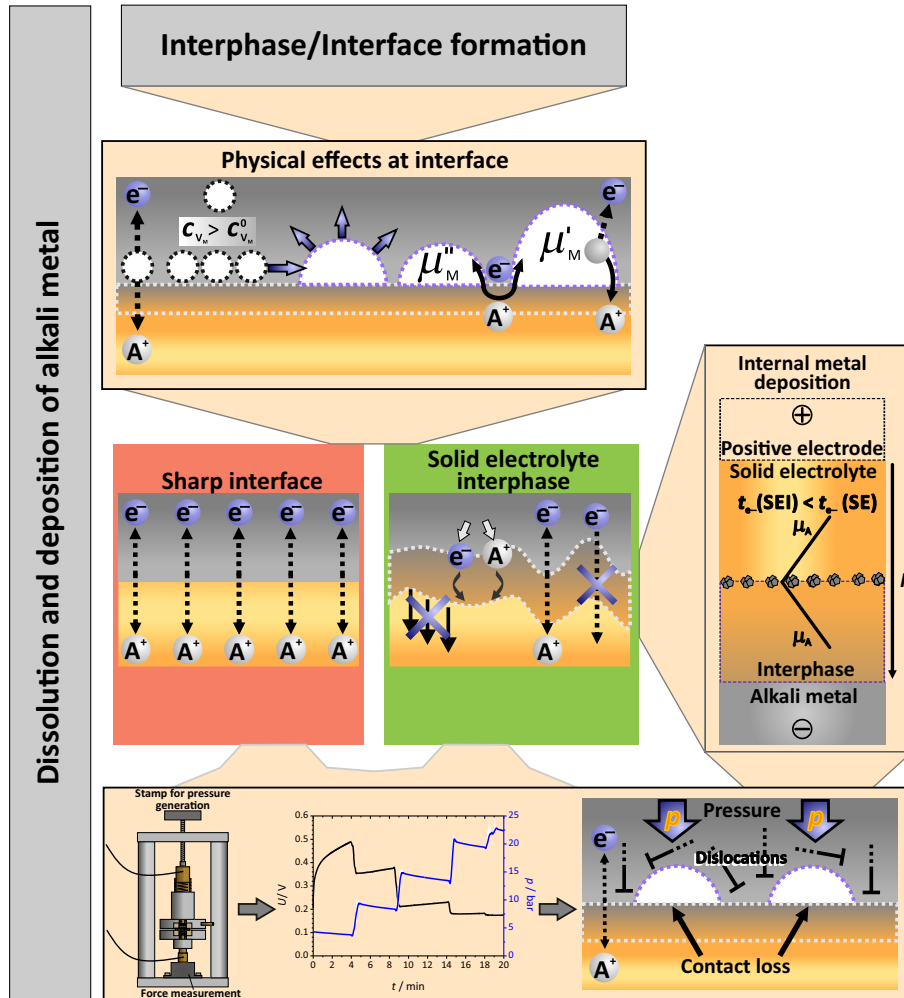 Dissolution and deposition of alkali metal
Interphase/Interface formation
Physical effects at interface
e⁻
e⁻
c_{V_M} > c⁰_{V_M}
μ''_M
μ'_M
e⁻
A⁺
A⁺
A⁺
Internal metal
deposition
⊕
Positive electrode
Solid electrolyte
t_{e−}(SEI) < t_{e−} (SE)
μ_A
μ_A
Interphase
Alkali metal
⊖
Sharp interface
e⁻ e⁻ e⁻ e⁻ e⁻
A⁺ A⁺ A⁺ A⁺ A⁺
Solid electrolyte
interphase
e⁻ e⁻
e⁻ A⁺
A⁺
Stamp for pressure
generation
Force measurement
0.6
0.5
0.4
0.3
0.2
0.1
0.0
U/ V
0 2 4 6 8 10 12 14 16 18 20
t / min
25
20
15
10
5
0
p / bar
p Pressure p
e⁻
Dislocations
A⁺
Contact loss